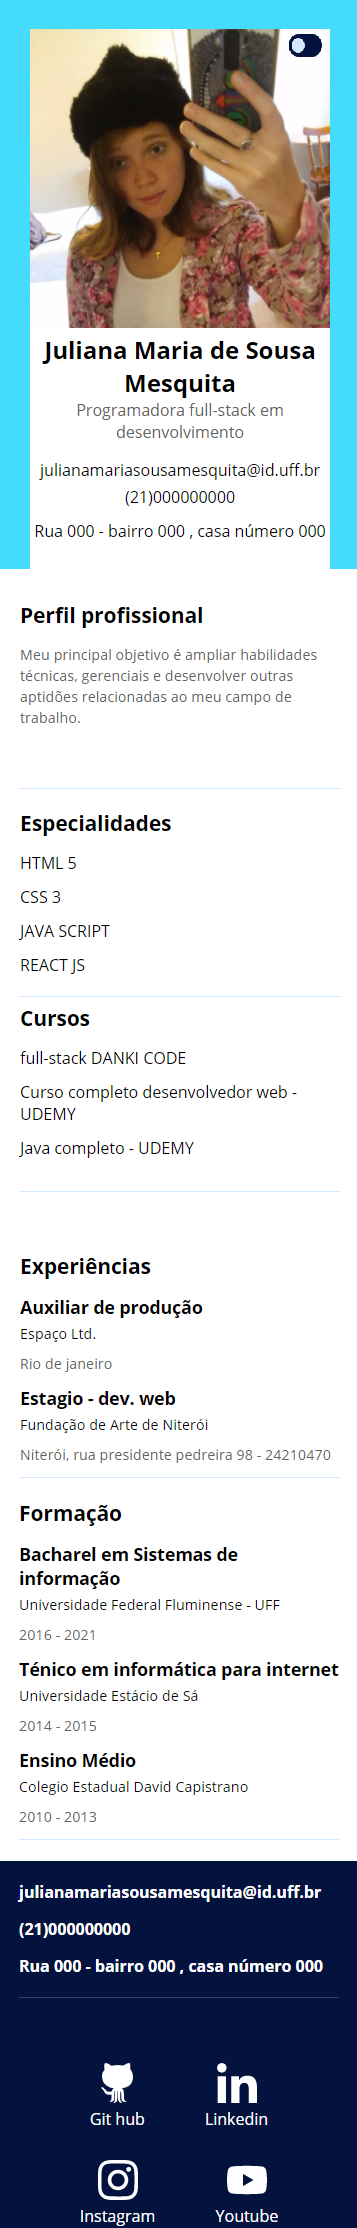 Juliana Maria de Sousa
Mesquita
Programadora full-stack em
desenvolvimento
julianamariasousamesquita@id.uff.br
(21)000000000
Rua 000 - bairro 000 , casa número 000
Perfil profissional
Meu principal objetivo é ampliar habilidades
técnicas, gerenciais e desenvolver outras
aptidões relacionadas ao meu campo de
trabalho.
Especialidades
HTML 5
CSS 3
JAVA SCRIPT
REACT JS
Cursos
full-stack DANKI CODE
Curso completo desenvolvedor web -
UDEMY
Java completo - UDEMY
Experiências
Auxiliar de produção
Espaço Ltd.
Rio de janeiro
Estagio - dev. web
Fundação de Arte de Niterói
Niterói, rua presidente pedreira 98 - 24210470
Formação
Bacharel em Sistemas de
informação
Universidade Federal Fluminense - UFF
2016 - 2021
Ténico em informática para internet
Universidade Estácio de Sá
2014 - 2015
Ensino Médio
Colegio Estadual David Capistrano
2010 - 2013
julianamariasousamesquita@id.uff.br
(21)000000000
Rua 000 - bairro 000 , casa número 000
Git hub
Linkedin
Instagram
Youtube